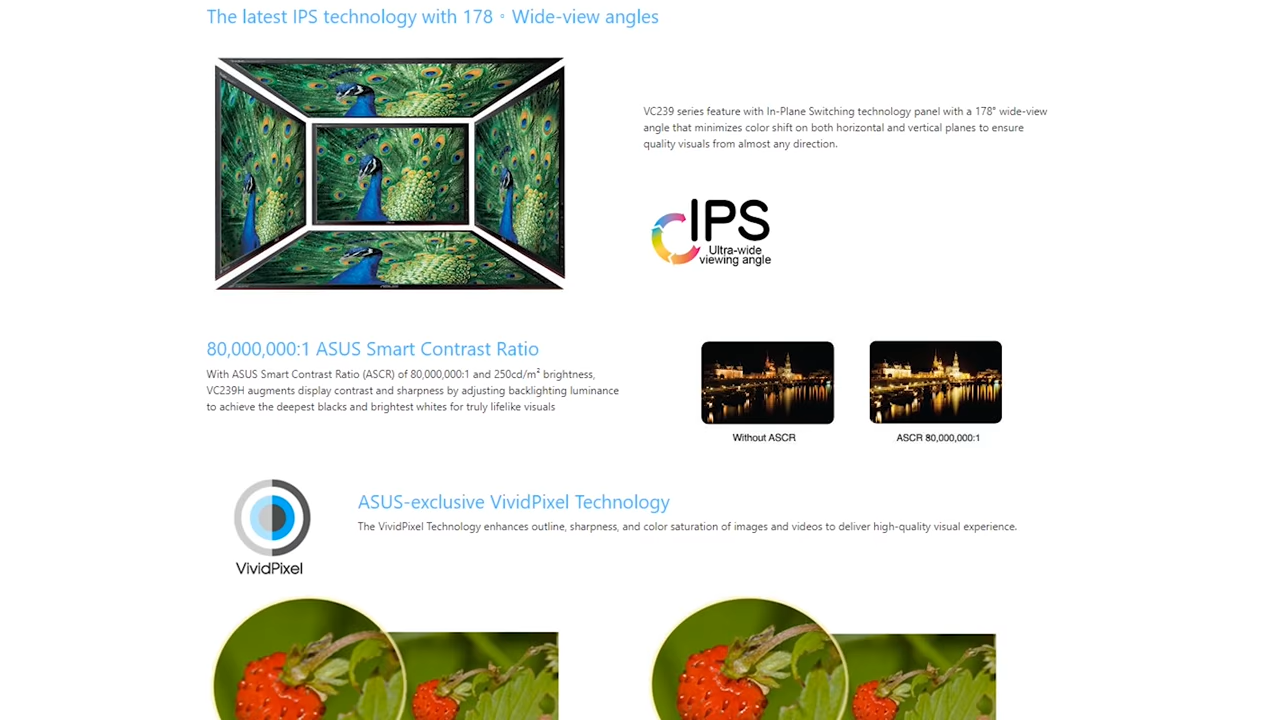 The latest IPS technology with 178 ° Wide-view angles
VC239 series feature with In-Plane Switching technology panel with a 178° wide-view
angle that minimizes color shift on both horizontal and vertical planes to ensure
quality visuals from almost any direction.
IPS
Ultra-wide
viewing angle
80,000,000:1 ASUS Smart Contrast Ratio
With ASUS Smart Contrast Ratio (ASCR) of 80,000,000:1 and 250cd/m² brightness,
VC239H augments display contrast and sharpness by adjusting backlighting luminance
to achieve the deepest blacks and brightest whites for truly lifelike visuals
Without ASCR
ASCR 80,000,000:1
VividPixel
ASUS-exclusive VividPixel Technology
The VividPixel Technology enhances outline, sharpness, and color saturation of images and videos to deliver high-quality visual experience.